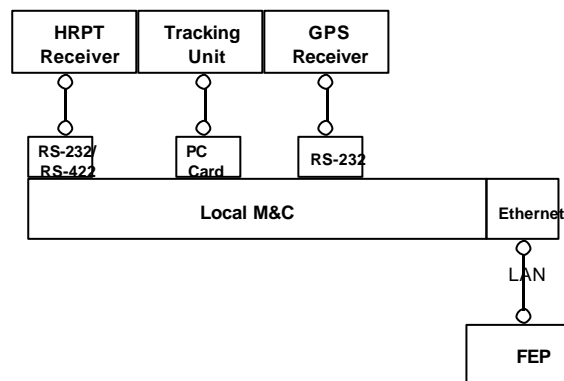 HRPT
Receiver
Tracking
Unit
GPS
Receiver
RS-232/
RS-422
PC
Card
RS-232
Local M&C
Ethernet
LAN
FEP